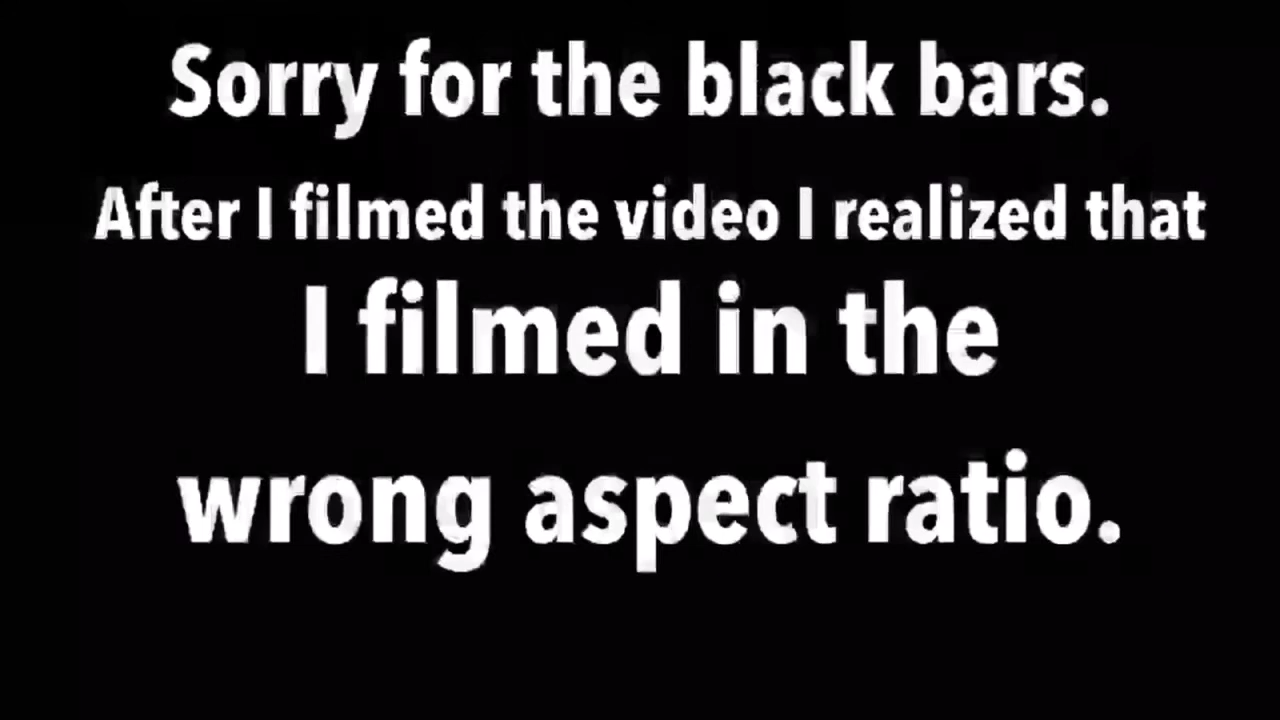 Sorry for the black bars.
After I filmed the video I realized that
I filmed in the
wrong aspect ratio.